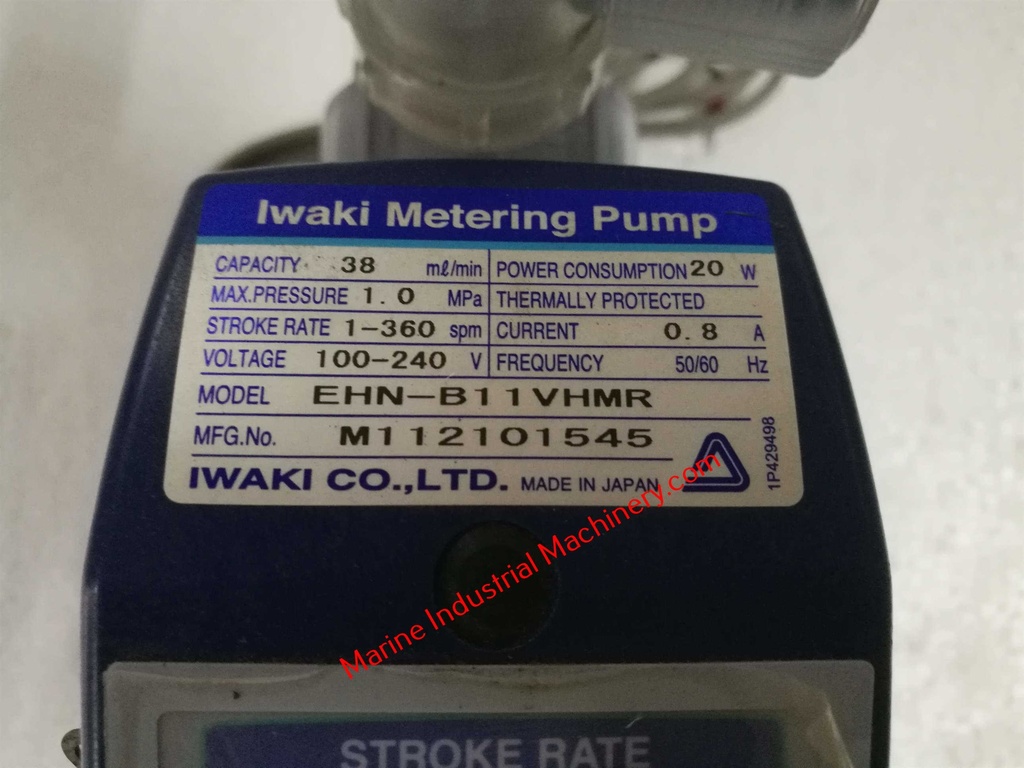 Iwaki Metering Pump
CAPACITY 38 mℓ/min POWER CONSUMPTION 20 W
MAX.PRESSURE 1.0 MPa THERMALLY PROTECTED
STROKE RATE 1-360 spm CURRENT 0.8 A
VOLTAGE 100-240 V FREQUENCY 50/60 Hz
MODEL EHN-B11VHMR
MFG.No. M112101545
IWAKI CO.,LTD. MADE IN JAPAN
1P429498
Marine Industrial Machinery.com
STROKE RATE